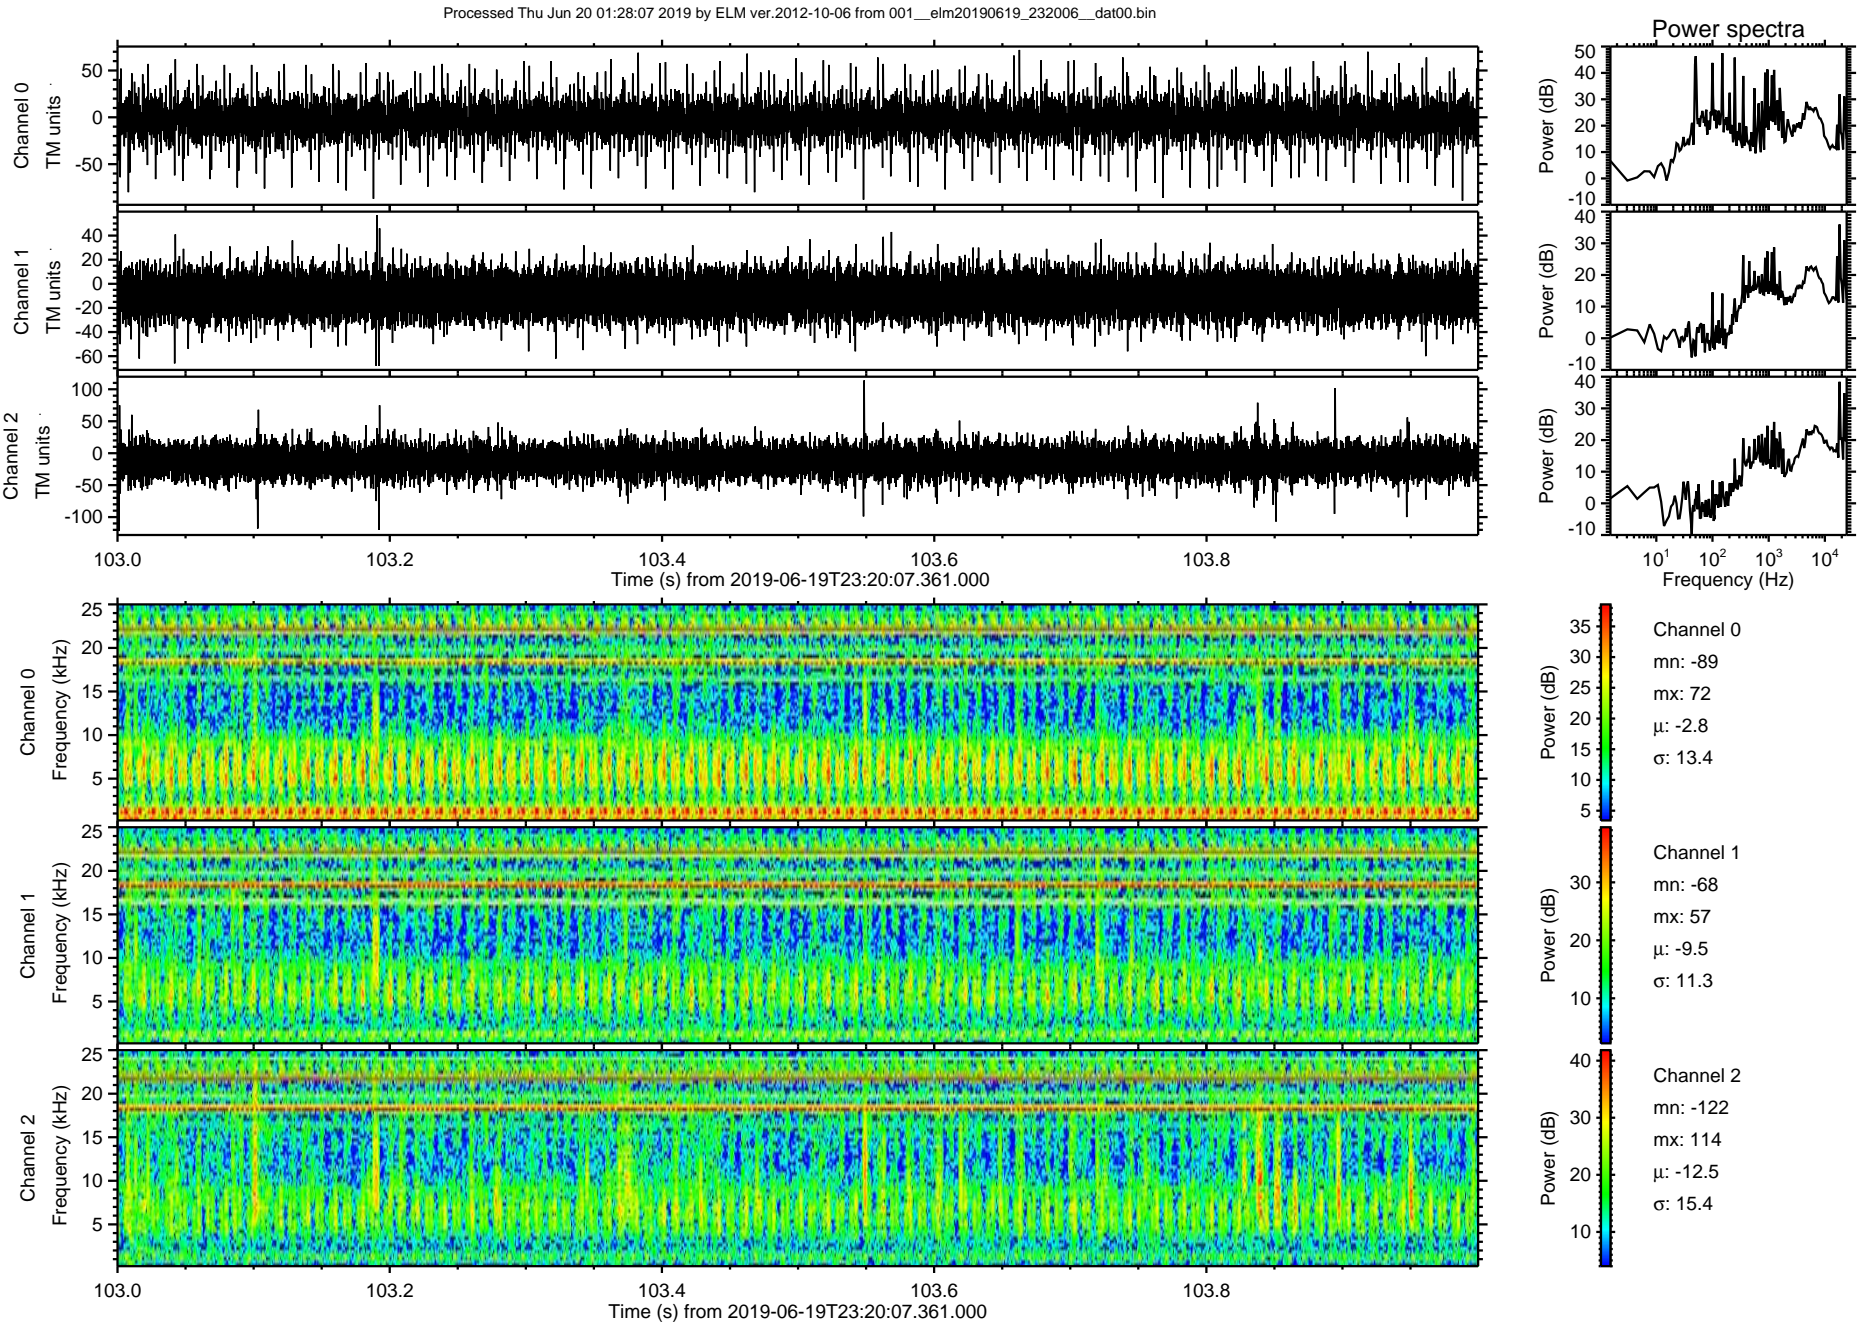 Processed Thu Jun 20 01:28:07 2019 by ELM ver.2012-10-06 from 001__elm20190619_232006__dat00.bin
Power spectra
Channel 0
TM units
50
0
-50
Power (dB)
50
40
30
20
10
0
-10
Channel 1
TM units
40
20
0
-20
-40
-60
Power (dB)
40
30
20
10
0
-10
Channel 2
TM units
100
50
0
-50
-100
Power (dB)
40
30
20
10
0
-10
103.0 103.2 103.4 103.6 103.8
Time (s) from 2019-06-19T23:20:07.361.000
10¹ 10² 10³ 10⁴
Frequency (Hz)
Channel 0
Frequency (kHz)
25
20
15
10
5
Power (dB)
35
30
25
20
15
10
5
Channel 0
mn: -89
mx: 72
μ: -2.8
σ: 13.4
Channel 1
Frequency (kHz)
25
20
15
10
5
Power (dB)
30
20
10
Channel 1
mn: -68
mx: 57
μ: -9.5
σ: 11.3
Channel 2
Frequency (kHz)
25
20
15
10
5
Power (dB)
40
30
20
10
Channel 2
mn: -122
mx: 114
μ: -12.5
σ: 15.4
103.0 103.2 103.4 103.6 103.8
Time (s) from 2019-06-19T23:20:07.361.000